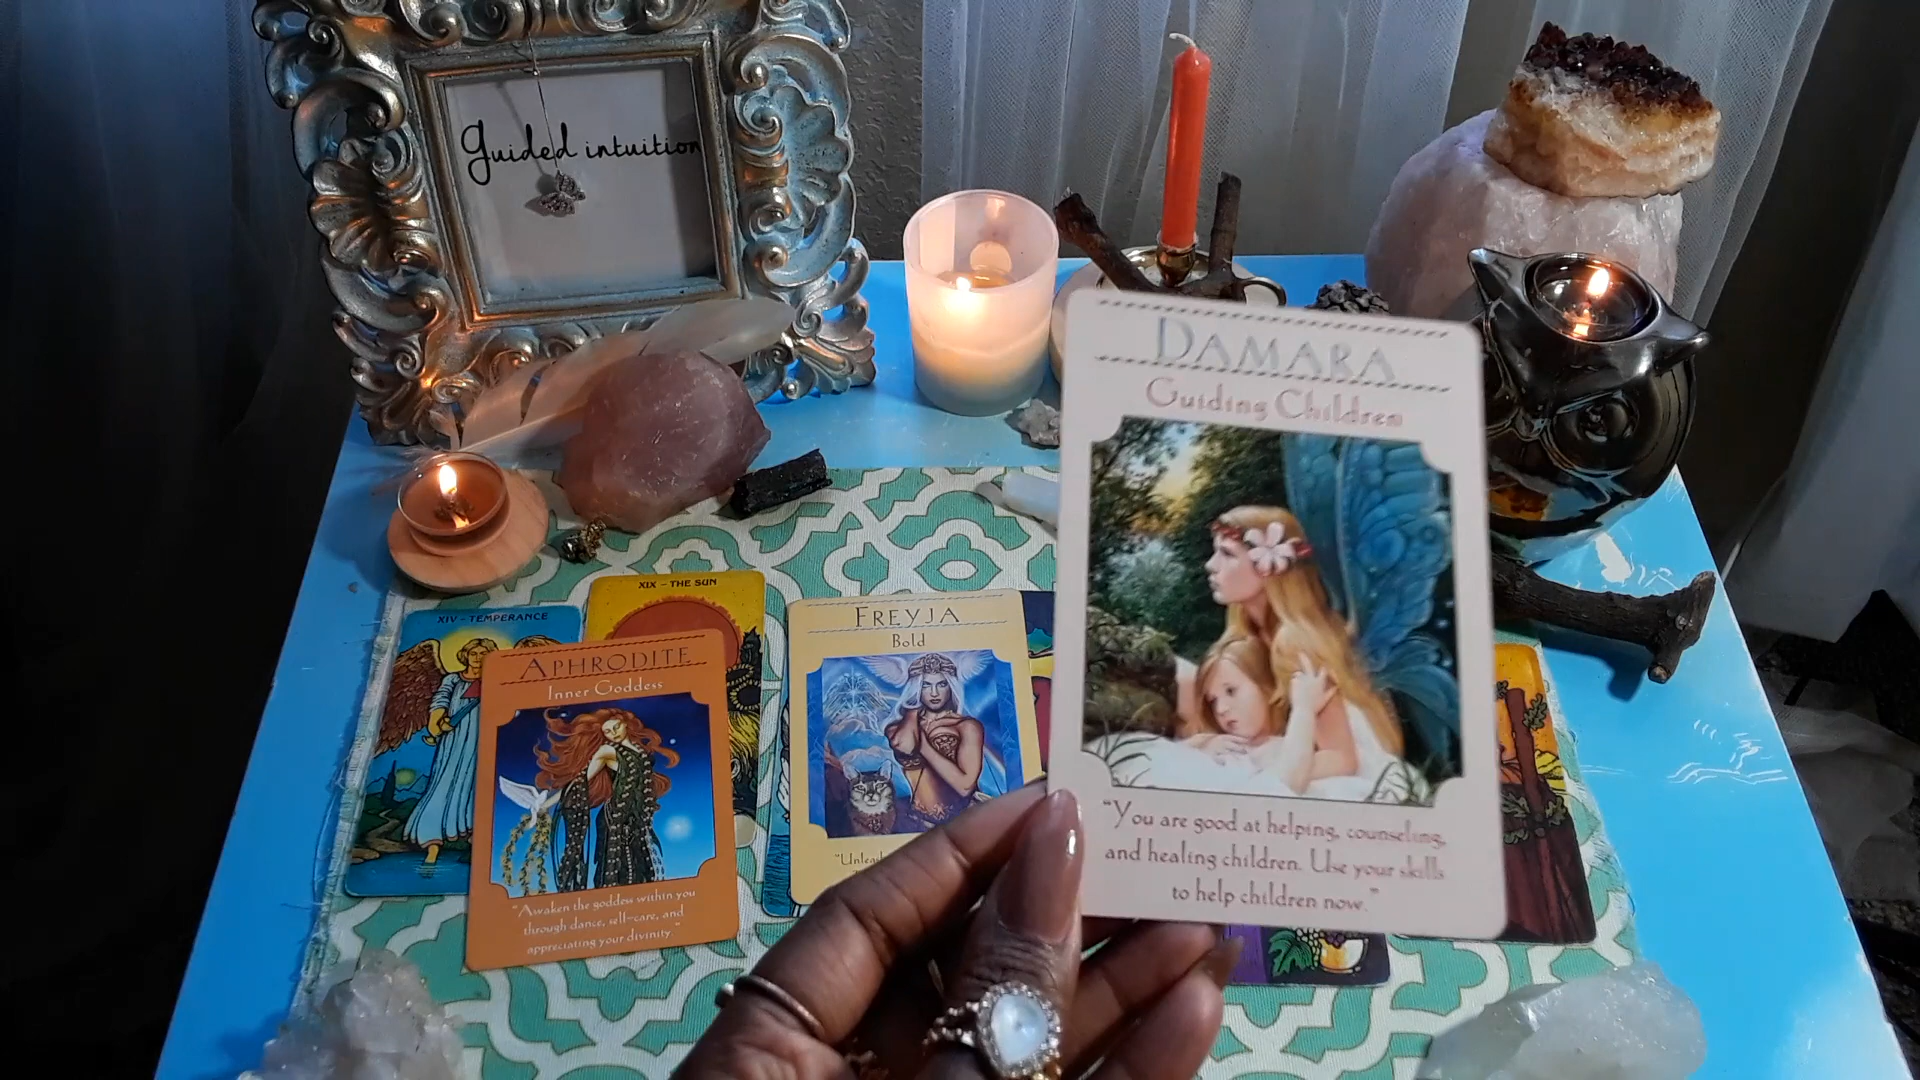 Guided intuition
DAMARA
Guiding Children
"You are good at helping, counseling,
and healing children. Use your skills
to help children now."
XIV – TEMPERANCE
XIX – THE SUN
APHRODITE
Inner Goddess
"Awaken the goddess within you
through dance, self-care, and
appreciating your divinity."
FREYJA
Bold